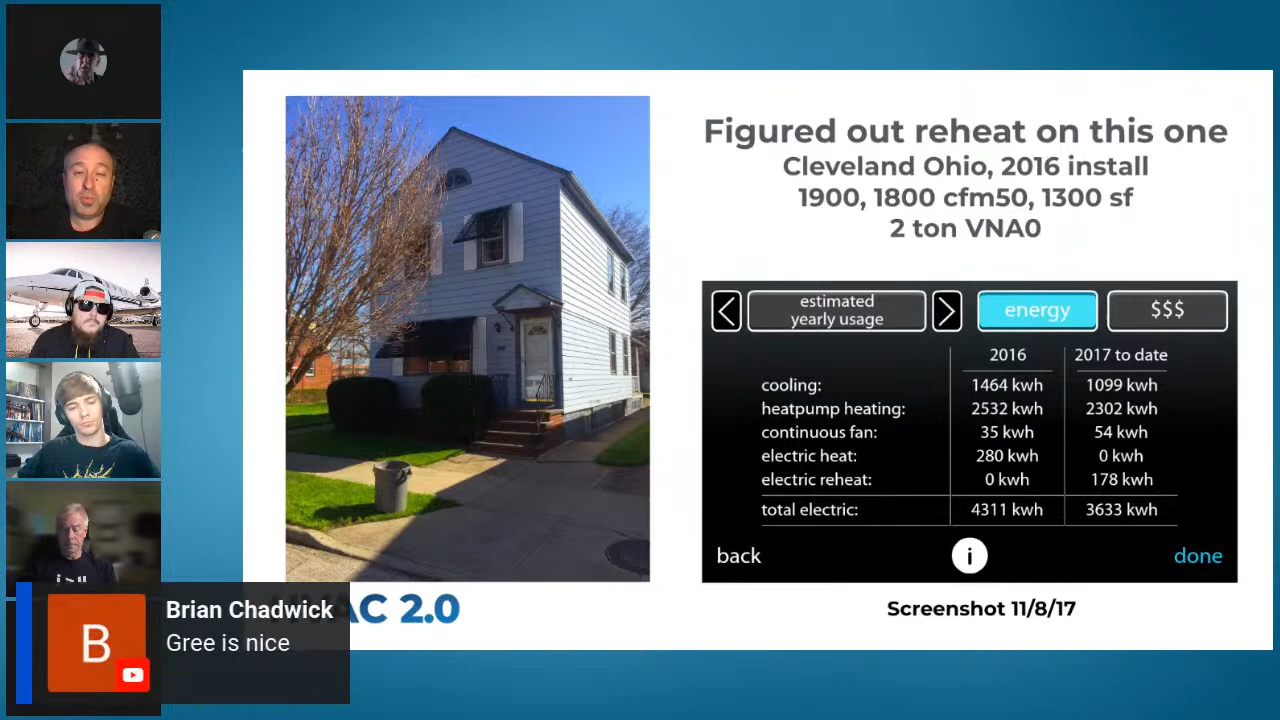 Figured out reheat on this one
Cleveland Ohio, 2016 install
1900, 1800 cfm50, 1300 sf
2 ton VNA0
estimated
yearly usage
energy
$$$
2016 2017 to date
cooling: 1464 kwh 1099 kwh
heatpump heating: 2532 kwh 2302 kwh
continuous fan: 35 kwh 54 kwh
electric heat: 280 kwh 0 kwh
electric reheat: 0 kwh 178 kwh
total electric: 4311 kwh 3633 kwh
back
i
done
Screenshot 11/8/17
AC 2.0
B
Brian Chadwick
Gree is nice